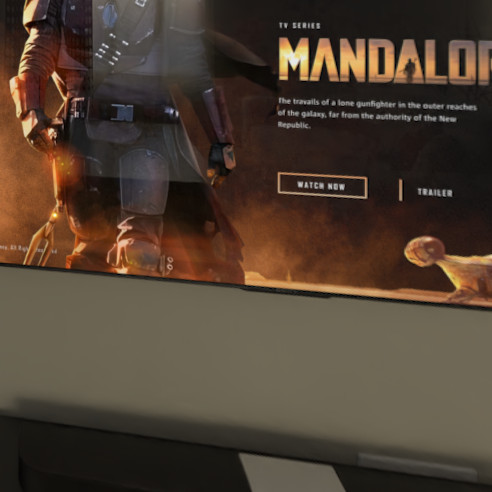 TV SERIES
MANDALOR
The travails of a lone gunfighter in the outer reaches
of the galaxy, far from the authority of the New
Republic.
WATCH NOW
TRAILER